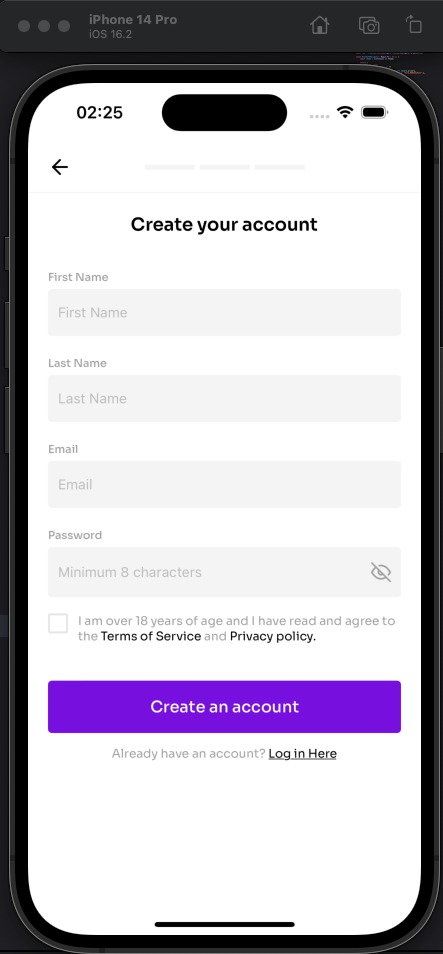 iPhone 14 Pro
iOS 16.2
02:25
Create your account
First Name
First Name
Last Name
Last Name
Email
Email
Password
Minimum 8 characters
I am over 18 years of age and I have read and agree to
the Terms of Service and Privacy policy.
Create an account
Already have an account? Log in Here